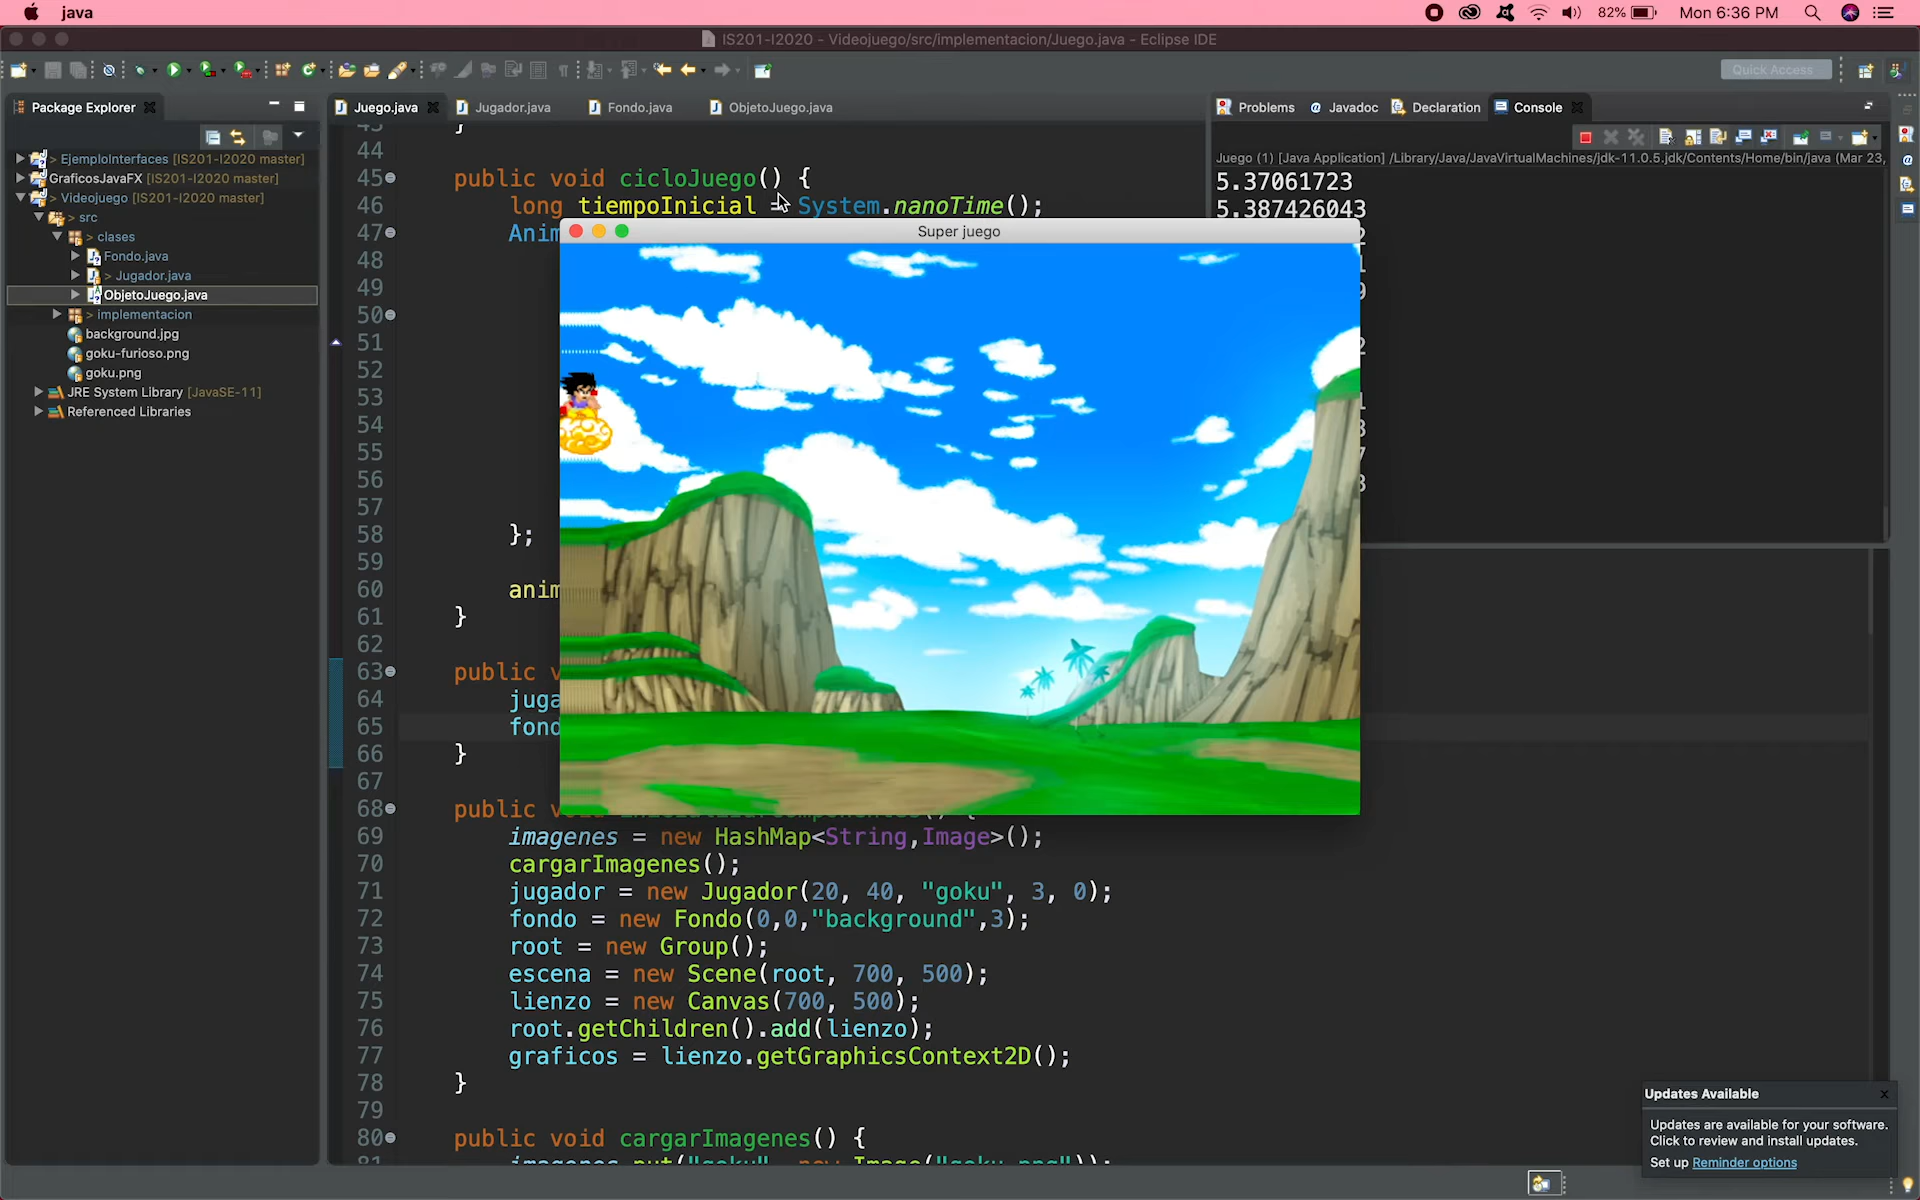 java
82%
Mon 6:36 PM
IS201-I2020 - Videojuego/src/implementacion/Juego.java - Eclipse IDE
Quick Access
Package Explorer
Juego.java
Jugador.java
Fondo.java
ObjetoJuego.java
Problems
Javadoc
Declaration
Console
> EjemploInterfaces [IS201-I2020 master]
GraficosJavaFX [IS201-I2020 master]
> Videojuego [IS201-I2020 master]
> src
> clases
Fondo.java
> Jugador.java
ObjetoJuego.java
> implementacion
background.jpg
goku-furioso.png
goku.png
JRE System Library [JavaSE-11]
Referenced Libraries
44
45 public void cicloJuego() {
46 long tiempoInicial = System.nanoTime();
47 Anim
48
49
50
51
52
53
54
55
56
57
58 };
59
60 anim
61 }
62
63 public v
64 juga
65 fond
66 }
67
68 public v
69 imagenes = new HashMap<String,Image>();
70 cargarImagenes();
71 jugador = new Jugador(20, 40, "goku", 3, 0);
72 fondo = new Fondo(0,0,"background",3);
73 root = new Group();
74 escena = new Scene(root, 700, 500);
75 lienzo = new Canvas(700, 500);
76 root.getChildren().add(lienzo);
77 graficos = lienzo.getGraphicsContext2D();
78 }
79
80 public void cargarImagenes() {
Super juego
Juego (1) [Java Application] /Library/Java/JavaVirtualMachines/jdk-11.0.5.jdk/Contents/Home/bin/java (Mar 23,
5.37061723
5.387426043
Updates Available
Updates are available for your software.
Click to review and install updates.
Set up Reminder options